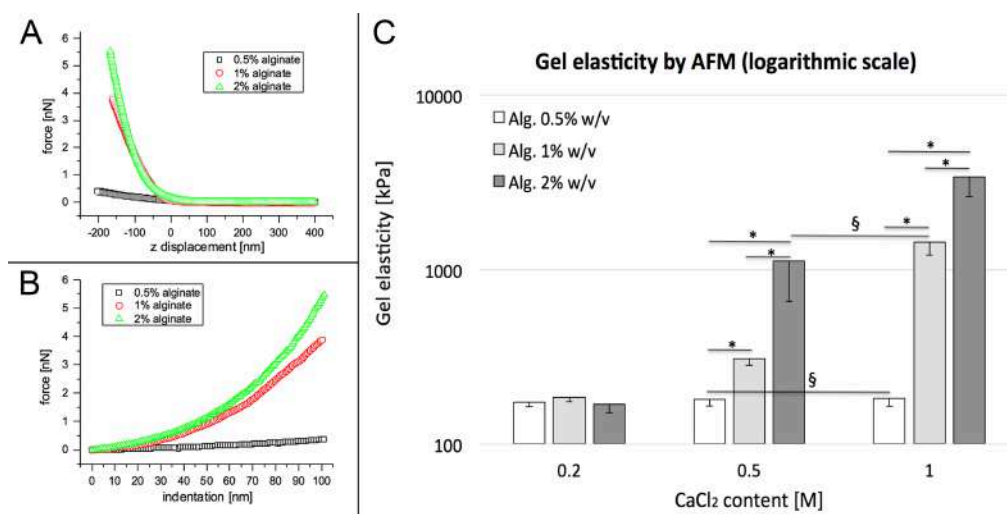 A
force [nN]
6
5
4
3
2
1
0
0.5% alginate
1% alginate
2% alginate
-200 -100 0 100 200 300 400
z displacement [nm]
B
force [nN]
6
5
4
3
2
1
0
0.5% alginate
1% alginate
2% alginate
0 10 20 30 40 50 60 70 80 90 100
indentation [nm]
C
Gel elasticity by AFM (logarithmic scale)
Gel elasticity [kPa]
10000
1000
100
Alg. 0.5% w/v
Alg. 1% w/v
Alg. 2% w/v
*
*
*
§
*
*
*
§
0.2 0.5 1
CaCl₂ content [M]